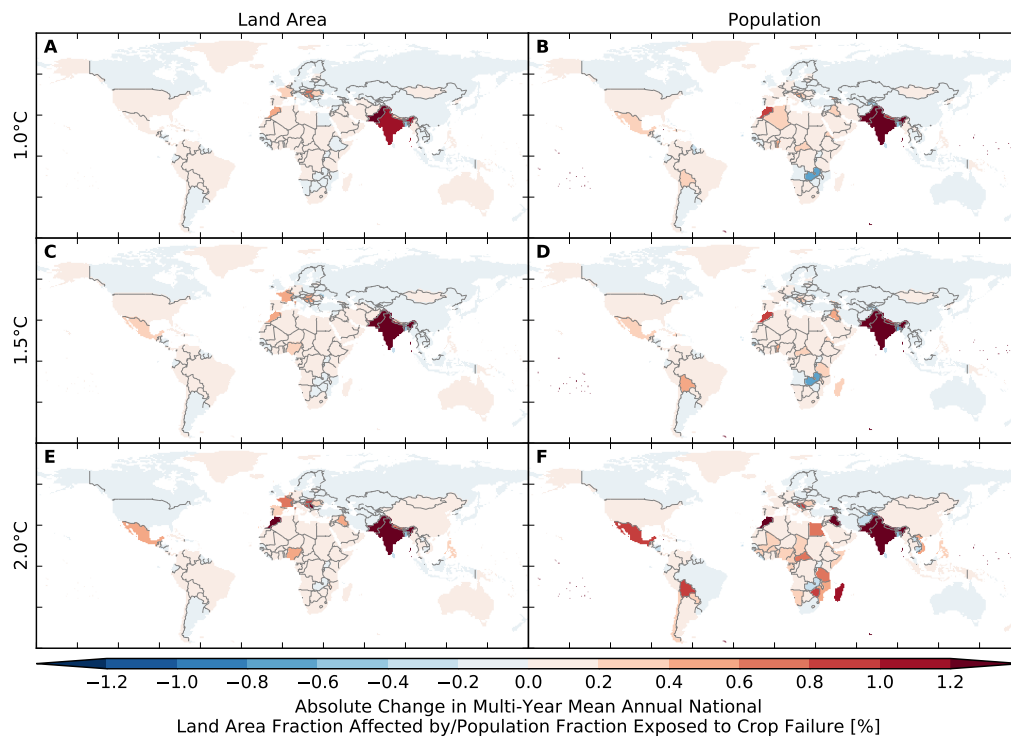 Land Area
Population
A
B
1.0°C
C
D
1.5°C
E
F
2.0°C
−1.2 −1.0 −0.8 −0.6 −0.4 −0.2 0.0 0.2 0.4 0.6 0.8 1.0 1.2
Absolute Change in Multi-Year Mean Annual National
Land Area Fraction Affected by/Population Fraction Exposed to Crop Failure [%]